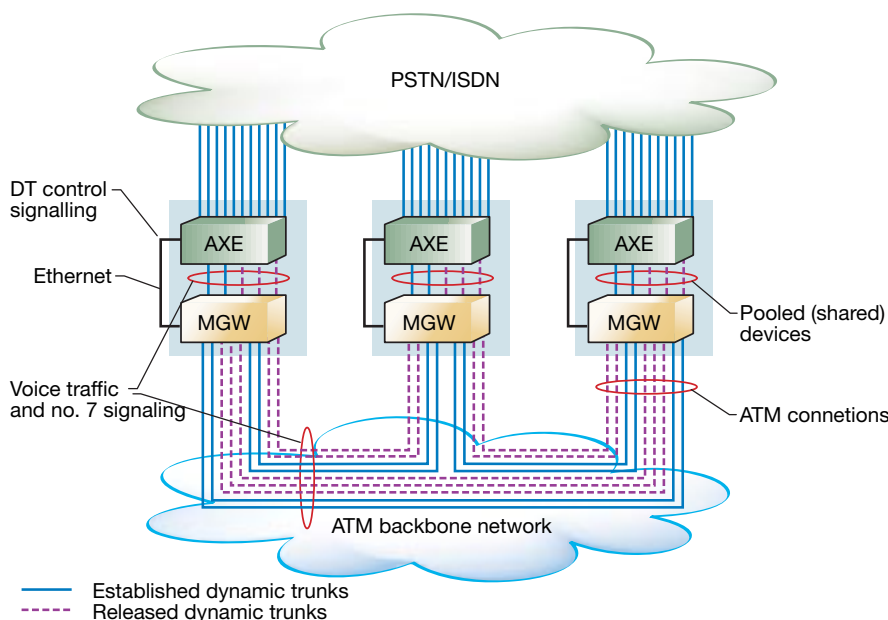 PSTN/ISDN
DT control
signalling
AXE
AXE
AXE
Ethernet
MGW
MGW
MGW
Pooled (shared)
devices
Voice traffic
and no. 7 signaling
ATM connetions
ATM backbone network
Established dynamic trunks
Released dynamic trunks